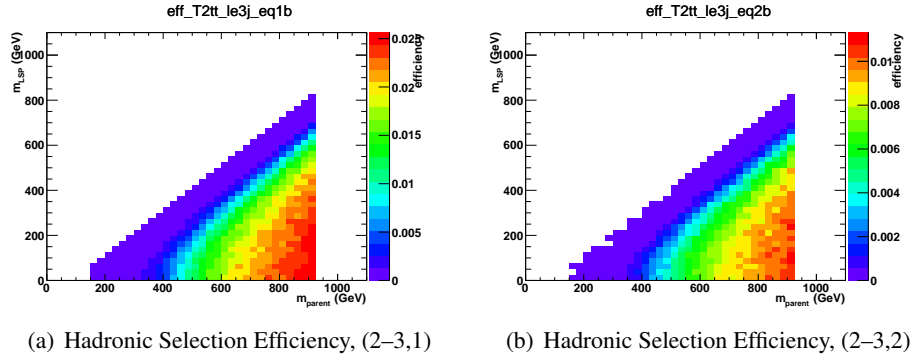 eff_T2tt_le3j_eq1b
m_LSP (GeV)
1000
800
600
400
200
0
0 200 400 600 800 1000
m_parent (GeV)
0.025
0.02
0.015
0.01
0.005
0
efficiency
eff_T2tt_le3j_eq2b
m_LSP (GeV)
1000
800
600
400
200
0
0 200 400 600 800 1000
m_parent (GeV)
0.01
0.008
0.006
0.004
0.002
0
efficiency
(a) Hadronic Selection Efficiency, (2–3,1)
(b) Hadronic Selection Efficiency, (2–3,2)